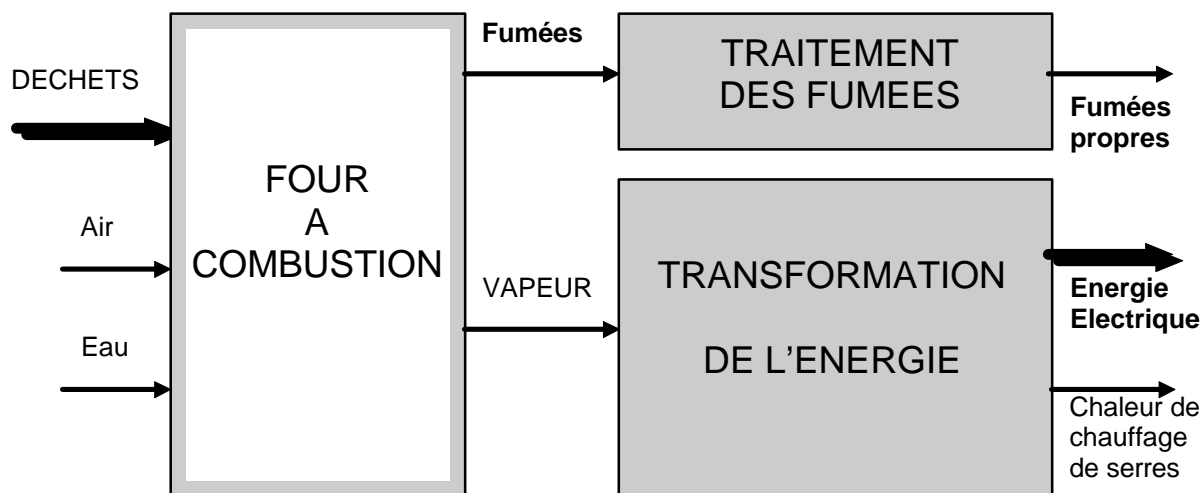 DECHETS
Air
Eau
FOUR
A
COMBUSTION
Fumées
VAPEUR
TRAITEMENT
DES FUMEES
Fumées
propres
TRANSFORMATION
DE L'ENERGIE
Energie
Electrique
Chaleur de
chauffage
de serres